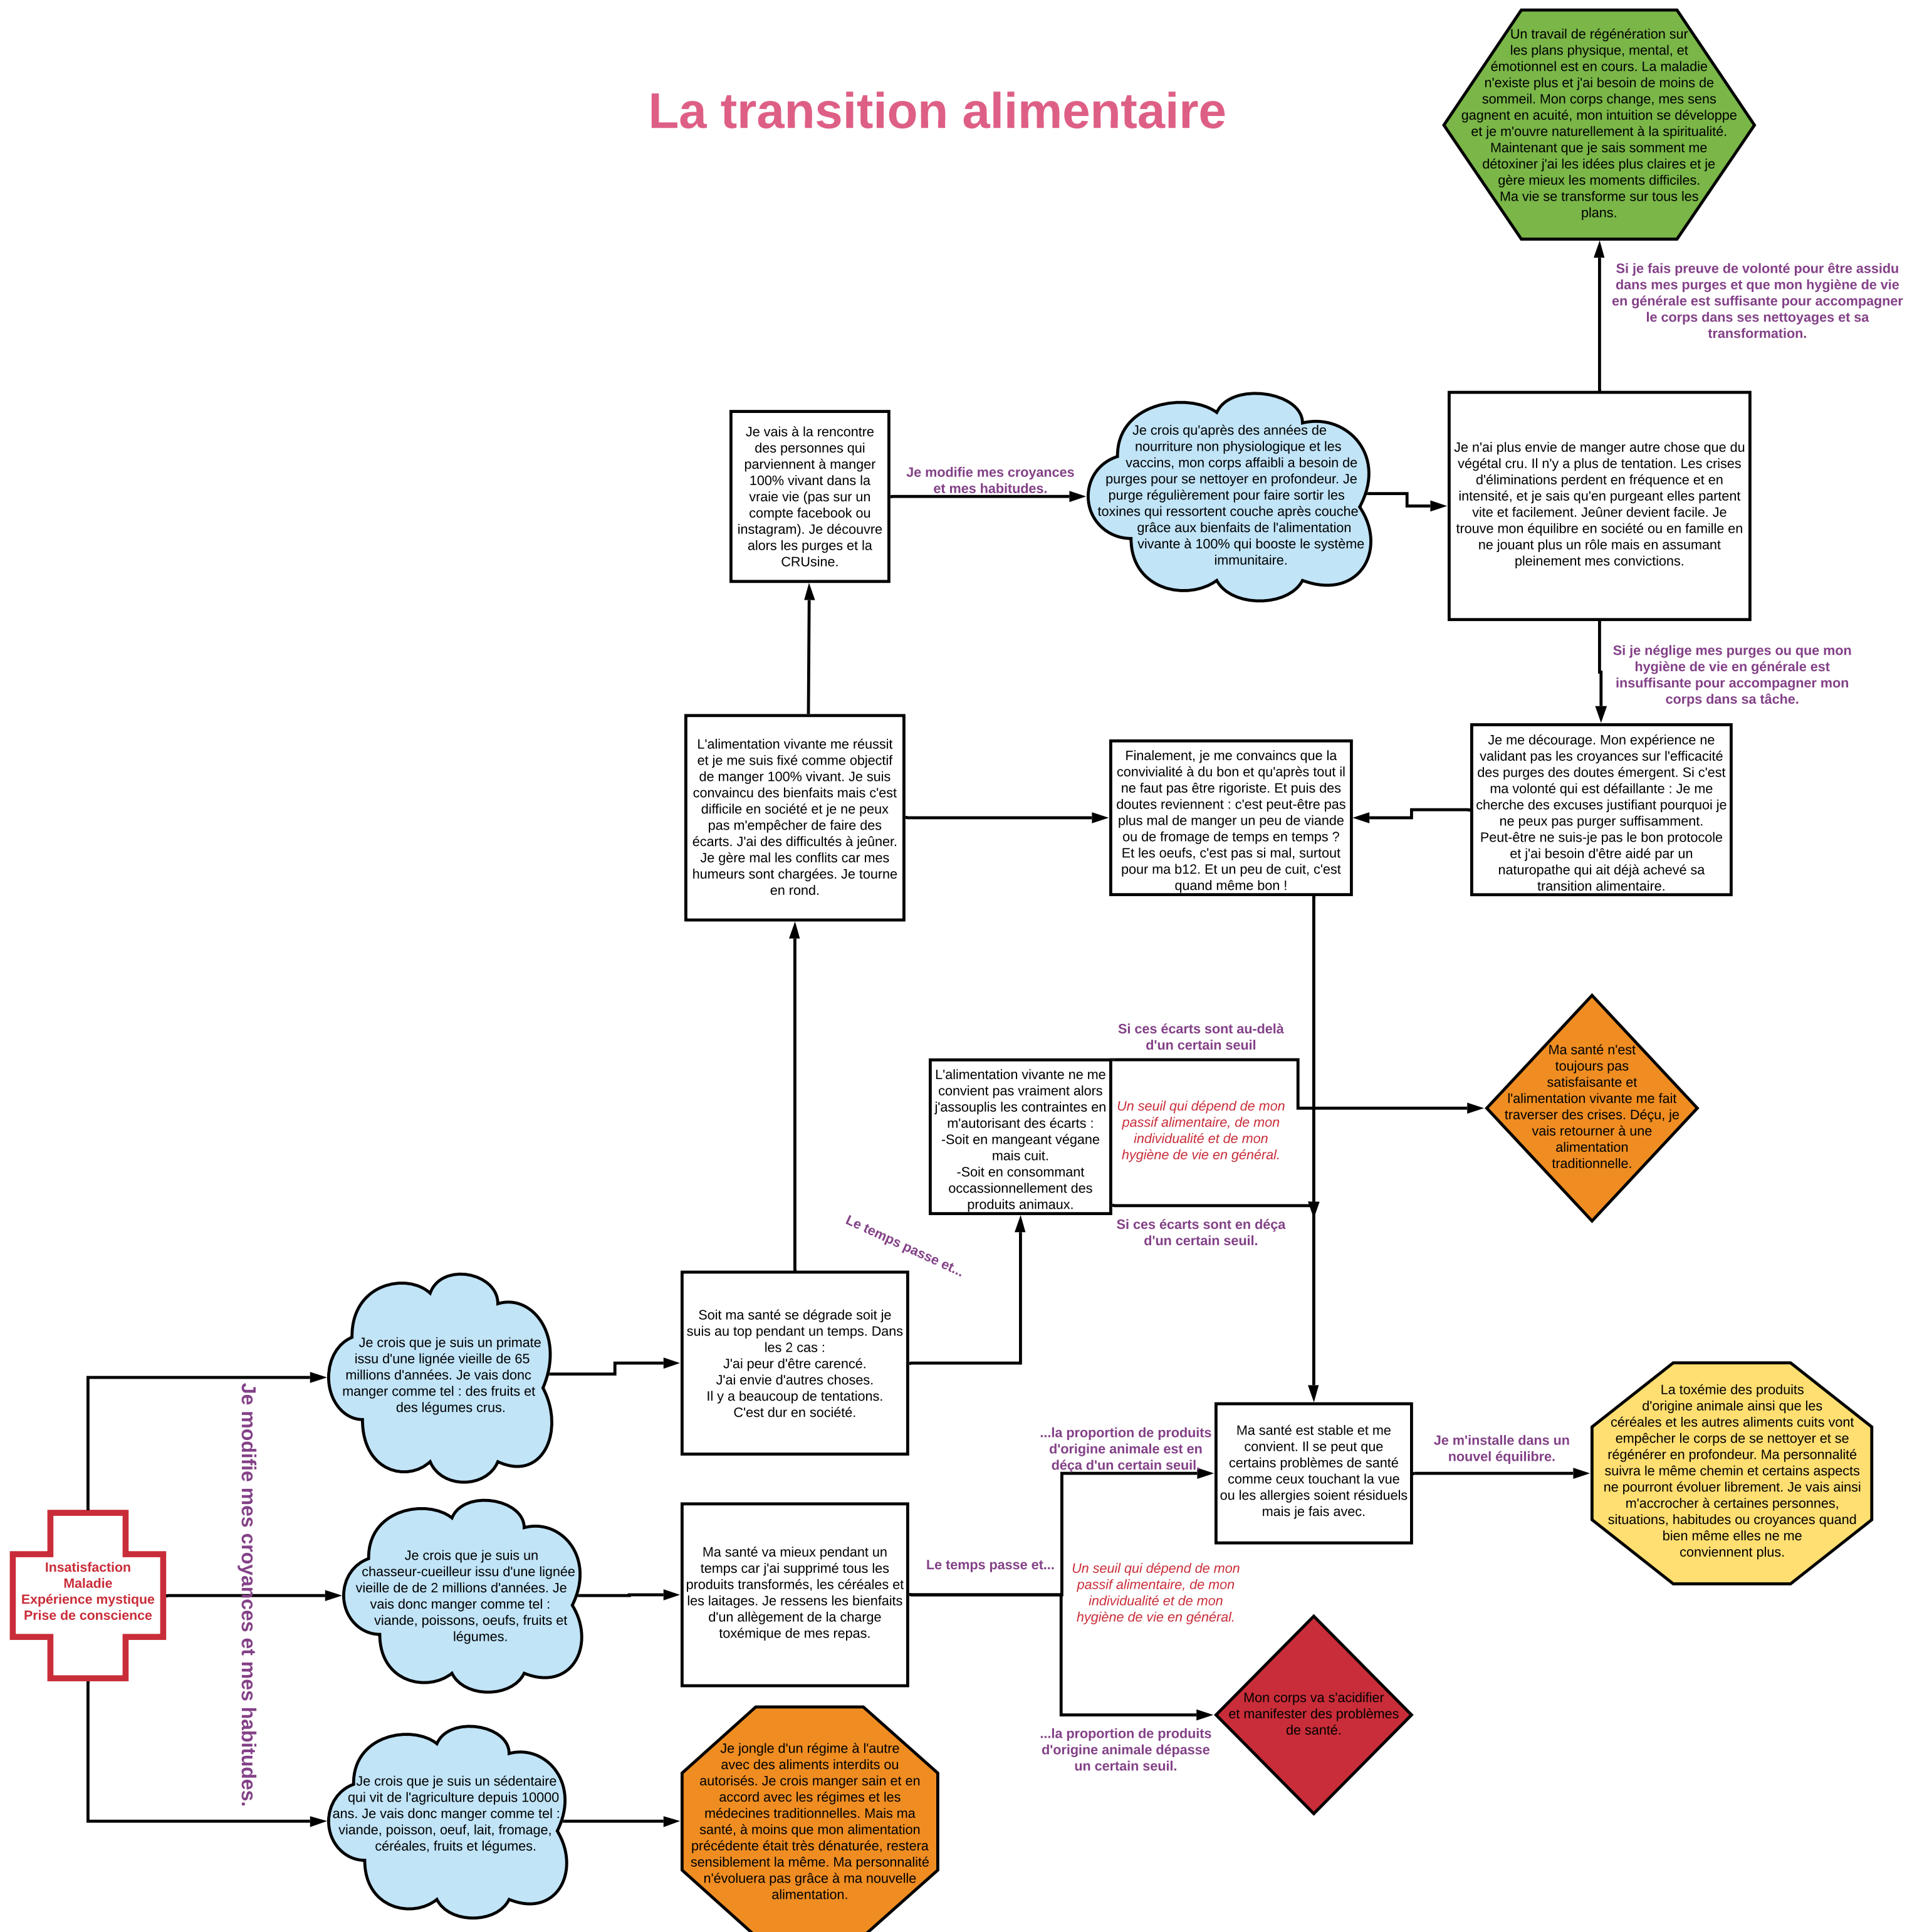 La transition alimentaire
Un travail de régénération sur
les plans physique, mental, et
émotionnel est en cours. La maladie
n'existe plus et j'ai besoin de moins de
sommeil. Mon corps change, mes sens
gagnent en acuité, mon intuition se développe
et je m'ouvre naturellement à la spiritualité.
Maintenant que je sais somment me
détoxiner j'ai les idées plus claires et je
gère mieux les moments difficiles.
Ma vie se transforme sur tous les
plans.
Si je fais preuve de volonté pour être assidu
dans mes purges et que mon hygiène de vie
en générale est suffisante pour accompagner
le corps dans ses nettoyages et sa
transformation.
Je vais à la rencontre
des personnes qui
parviennent à manger
100% vivant dans la
vraie vie (pas sur un
compte facebook ou
instagram). Je découvre
alors les purges et la
CRUsine.
Je modifie mes croyances
et mes habitudes.
Je crois qu'après des années de
nourriture non physiologique et les
vaccins, mon corps affaibli a besoin de
purges pour se nettoyer en profondeur. Je
purge régulièrement pour faire sortir les
toxines qui ressortent couche après couche
grâce aux bienfaits de l'alimentation
vivante à 100% qui booste le système
immunitaire.
Je n'ai plus envie de manger autre chose que du
végétal cru. Il n'y a plus de tentation. Les crises
d'éliminations perdent en fréquence et en
intensité, et je sais qu'en purgeant elles partent
vite et facilement. Jeûner devient facile. Je
trouve mon équilibre en société ou en famille en
ne jouant plus un rôle mais en assumant
pleinement mes convictions.
Si je néglige mes purges ou que mon
hygiène de vie en générale est
insuffisante pour accompagner mon
corps dans sa tâche.
L'alimentation vivante me réussit
et je me suis fixé comme objectif
de manger 100% vivant. Je suis
convaincu des bienfaits mais c'est
difficile en société et je ne peux
pas m'empêcher de faire des
écarts. J'ai des difficultés à jeûner.
Je gère mal les conflits car mes
humeurs sont chargées. Je tourne
en rond.
Finalement, je me convaincs que la
convivialité à du bon et qu'après tout il
ne faut pas être rigoriste. Et puis des
doutes reviennent : c'est peut-être pas
plus mal de manger un peu de viande
ou de fromage de temps en temps ?
Et les oeufs, c'est pas si mal, surtout
pour ma b12. Et un peu de cuit, c'est
quand même bon !
Je me décourage. Mon expérience ne
validant pas les croyances sur l'efficacité
des purges des doutes émergent. Si c'est
ma volonté qui est défaillante : Je me
cherche des excuses justifiant pourquoi je
ne peux pas purger suffisamment.
Peut-être ne suis-je pas le bon protocole
et j'ai besoin d'être aidé par un
naturopathe qui ait déjà achevé sa
transition alimentaire.
Si ces écarts sont au-delà
d'un certain seuil
L'alimentation vivante ne me
convient pas vraiment alors
j'assouplis les contraintes en
m'autorisant des écarts :
-Soit en mangeant végane
mais cuit.
-Soit en consommant
occassionnellement des
produits animaux.
Un seuil qui dépend de mon
passif alimentaire, de mon
individualité et de mon
hygiène de vie en général.
Ma santé n'est
toujours pas
satisfaisante et
l'alimentation vivante me fait
traverser des crises. Déçu, je
vais retourner à une
alimentation
traditionnelle.
Si ces écarts sont en déça
d'un certain seuil.
Le temps passe et...
Je crois que je suis un primate
issu d'une lignée vieille de 65
millions d'années. Je vais donc
manger comme tel : des fruits et
des légumes crus.
Soit ma santé se dégrade soit je
suis au top pendant un temps. Dans
les 2 cas :
J'ai peur d'être carencé.
J'ai envie d'autres choses.
Il y a beaucoup de tentations.
C'est dur en société.
Je modifie mes croyances et mes habitudes.
...la proportion de produits
d'origine animale est en
déça d'un certain seuil.
Ma santé est stable et me
convient. Il se peut que
certains problèmes de santé
comme ceux touchant la vue
ou les allergies soient résiduels
mais je fais avec.
Je m'installe dans un
nouvel équilibre.
La toxémie des produits
d'origine animale ainsi que les
céréales et les autres aliments cuits vont
empêcher le corps de se nettoyer et se
régénérer en profondeur. Ma personnalité
suivra le même chemin et certains aspects
ne pourront évoluer librement. Je vais ainsi
m'accrocher à certaines personnes,
situations, habitudes ou croyances quand
bien même elles ne me
conviennent plus.
Insatisfaction
Maladie
Expérience mystique
Prise de conscience
Je crois que je suis un
chasseur-cueilleur issu d'une lignée
vieille de de 2 millions d'années. Je
vais donc manger comme tel :
viande, poissons, oeufs, fruits et
légumes.
Ma santé va mieux pendant un
temps car j'ai supprimé tous les
produits transformés, les céréales et
les laitages. Je ressens les bienfaits
d'un allègement de la charge
toxémique de mes repas.
Le temps passe et...
Un seuil qui dépend de mon
passif alimentaire, de mon
individualité et de mon
hygiène de vie en général.
Mon corps va s'acidifier
et manifester des problèmes
de santé.
...la proportion de produits
d'origine animale dépasse
un certain seuil.
Je crois que je suis un sédentaire
qui vit de l'agriculture depuis 10000
ans. Je vais donc manger comme tel :
viande, poisson, oeuf, lait, fromage,
céréales, fruits et légumes.
Je jongle d'un régime à l'autre
avec des aliments interdits ou
autorisés. Je crois manger sain et en
accord avec les régimes et les
médecines traditionnelles. Mais ma
santé, à moins que mon alimentation
précédente était très dénaturée, restera
sensiblement la même. Ma personnalité
n'évoluera pas grâce à ma nouvelle
alimentation.